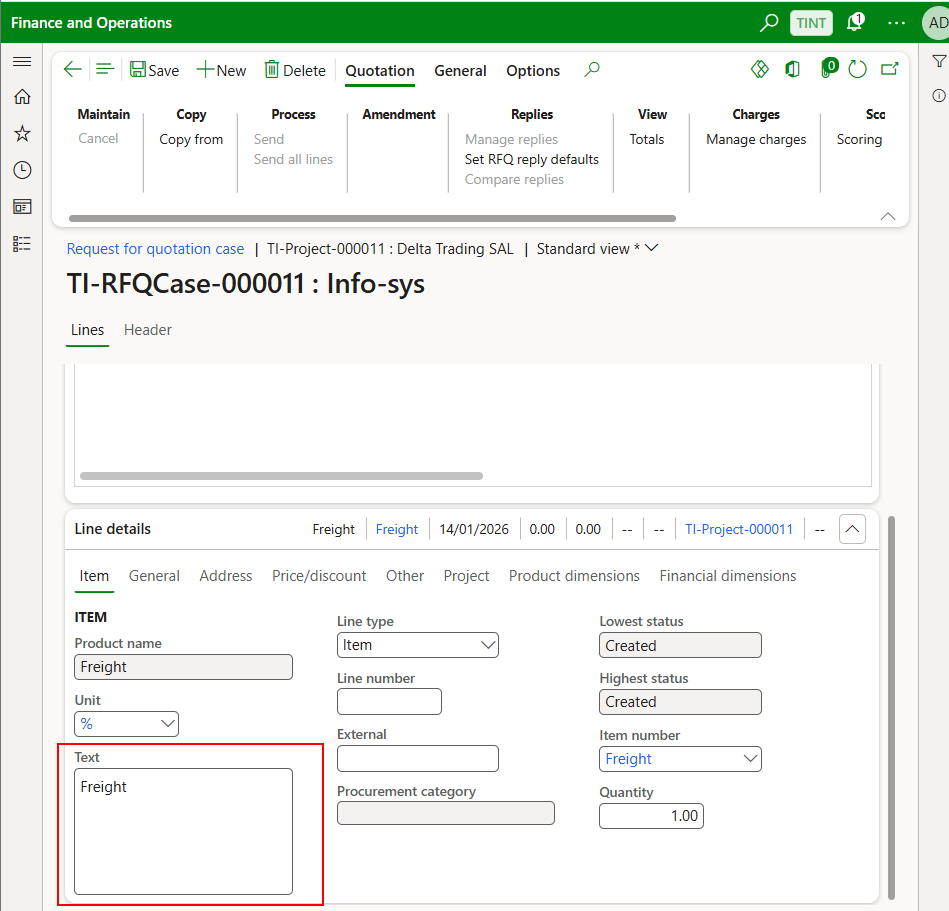 Finance and Operations TINT 1 ... AD
Save New Delete Quotation General Options 0
Maintain Copy Process Amendment Replies View Charges Sco
Cancel Copy from Send Manage replies Totals Manage charges Scoring
Send all lines Set RFQ reply defaults
Compare replies
Request for quotation case | TI-Project-000011 : Delta Trading SAL | Standard view *
TI-RFQCase-000011 : Info-sys
Lines Header
Line details Freight Freight 14/01/2026 0.00 0.00 -- -- TI-Project-000011 --
Item General Address Price/discount Other Project Product dimensions Financial dimensions
ITEM
Product name
Freight
Unit
%
Text
Freight
Line type
Item
Line number
External
Procurement category
Lowest status
Created
Highest status
Created
Item number
Freight
Quantity
1.00